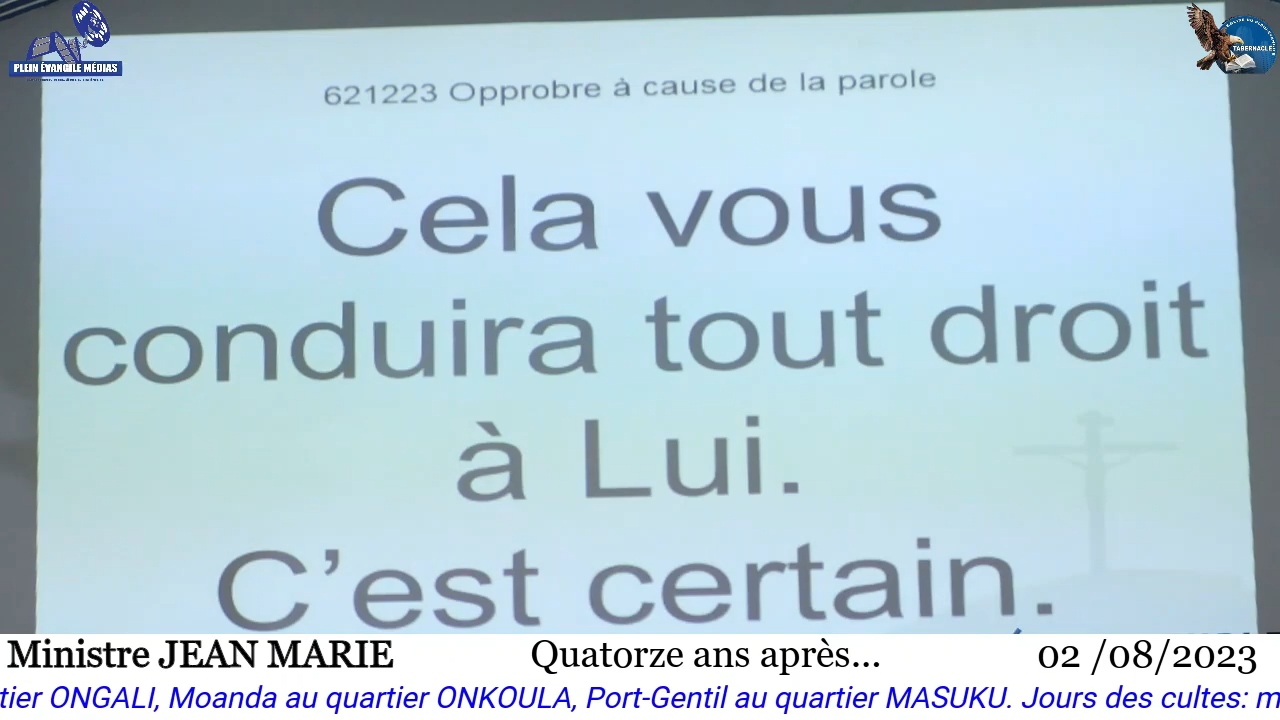 PLEIN ÉVANGILE MÉDIAS
TABERNACLE
621223 Opprobre à cause de la parole
Cela vous
conduira tout droit
à Lui.
C'est certain.
Ministre JEAN MARIE
Quatorze ans après...
02 /08/2023
tier ONGALI, Moanda au quartier ONKOULA, Port-Gentil au quartier MASUKU. Jours des cultes: m